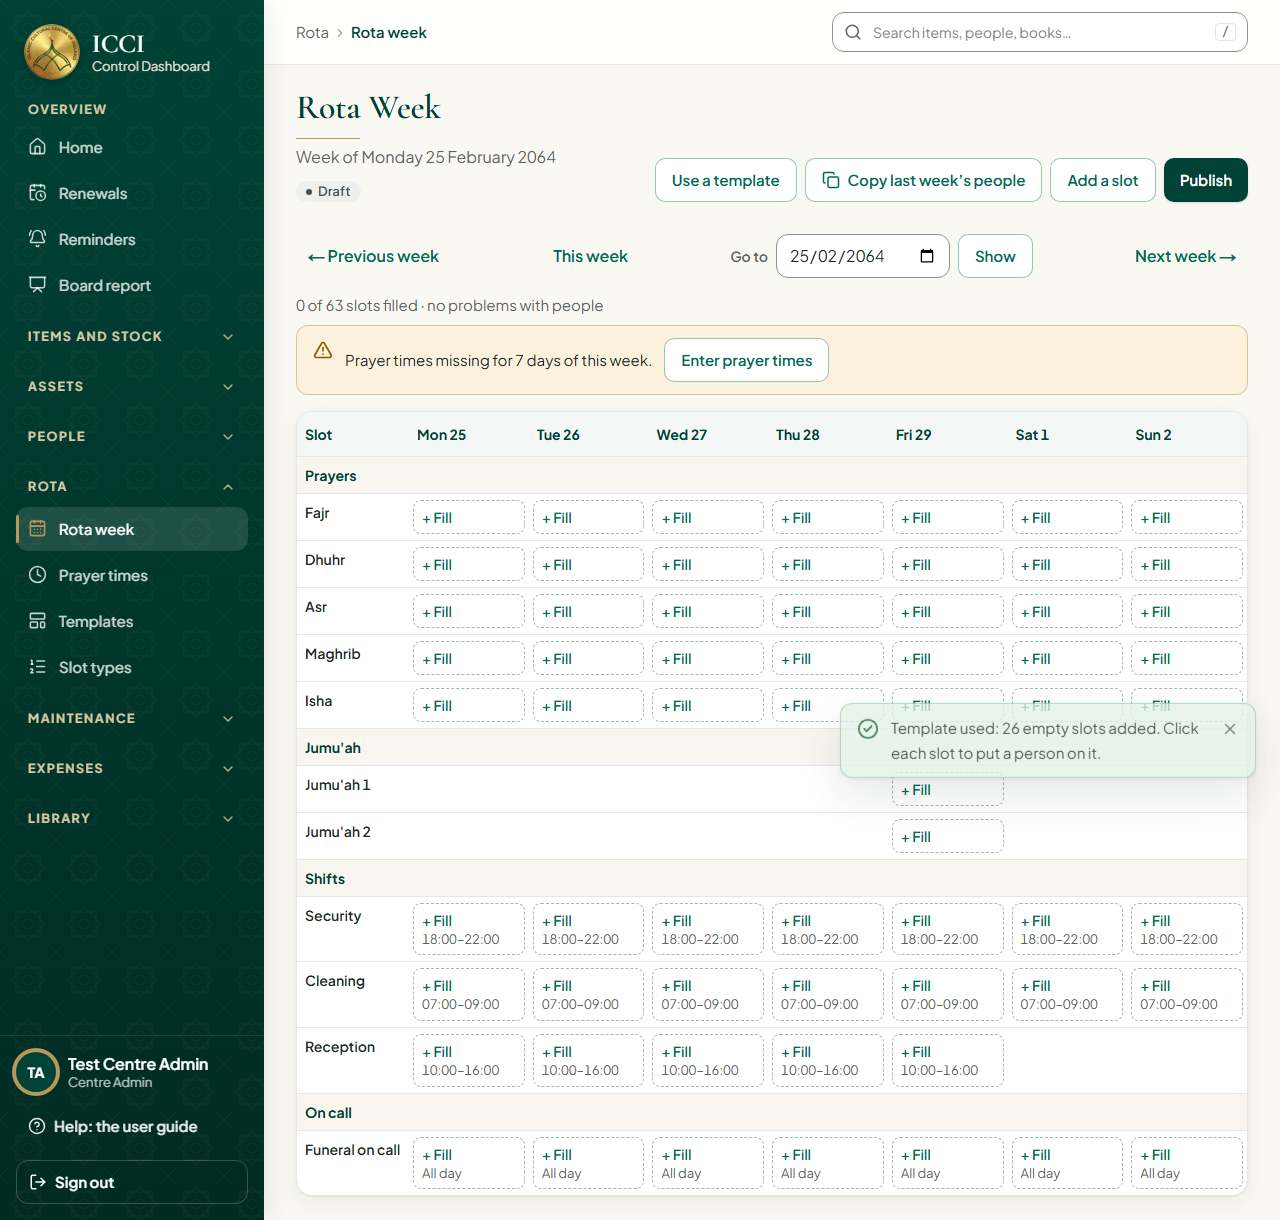 ICCI
Control Dashboard
OVERVIEW
Home
Renewals
Reminders
Board report
ITEMS AND STOCK
ASSETS
PEOPLE
ROTA
Rota week
Prayer times
Templates
Slot types
MAINTENANCE
EXPENSES
LIBRARY
TA
Test Centre Admin
Centre Admin
Help: the user guide
Sign out
Rota > Rota week
Search items, people, books... /
Rota Week
Week of Monday 25 February 2064
Draft
Use a template
Copy last week's people
Add a slot
Publish
← Previous week
This week
Go to 25/02/2064 Show
Next week →
0 of 63 slots filled · no problems with people
Prayer times missing for 7 days of this week. Enter prayer times
Slot Mon 25 Tue 26 Wed 27 Thu 28 Fri 29 Sat 1 Sun 2
Prayers
Fajr + Fill + Fill + Fill + Fill + Fill + Fill + Fill
Dhuhr + Fill + Fill + Fill + Fill + Fill + Fill + Fill
Asr + Fill + Fill + Fill + Fill + Fill + Fill + Fill
Maghrib + Fill + Fill + Fill + Fill + Fill + Fill + Fill
Isha + Fill + Fill + Fill + Fill + Fill + Fill + Fill
Template used: 26 empty slots added. Click
each slot to put a person on it.
Jumu'ah
Jumu'ah 1 + Fill
Jumu'ah 2 + Fill
Shifts
Security + Fill + Fill + Fill + Fill + Fill + Fill + Fill
18:00–22:00 18:00–22:00 18:00–22:00 18:00–22:00 18:00–22:00 18:00–22:00 18:00–22:00
Cleaning + Fill + Fill + Fill + Fill + Fill + Fill + Fill
07:00–09:00 07:00–09:00 07:00–09:00 07:00–09:00 07:00–09:00 07:00–09:00 07:00–09:00
Reception + Fill + Fill + Fill + Fill + Fill
10:00–16:00 10:00–16:00 10:00–16:00 10:00–16:00 10:00–16:00
On call
Funeral on call + Fill + Fill + Fill + Fill + Fill + Fill + Fill
All day All day All day All day All day All day All day